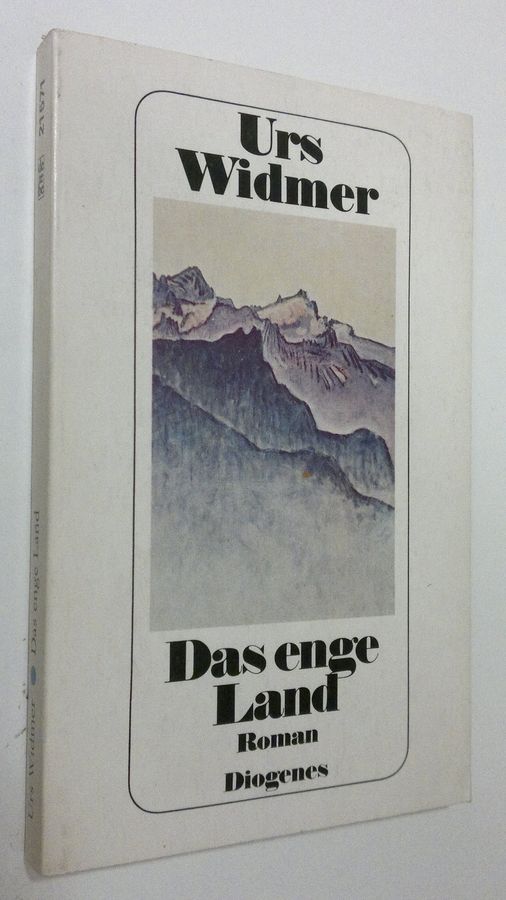 Urs
Widmer
Das enge
Land
Roman
Diogenes
Urs Widmer • Das enge Land
21571